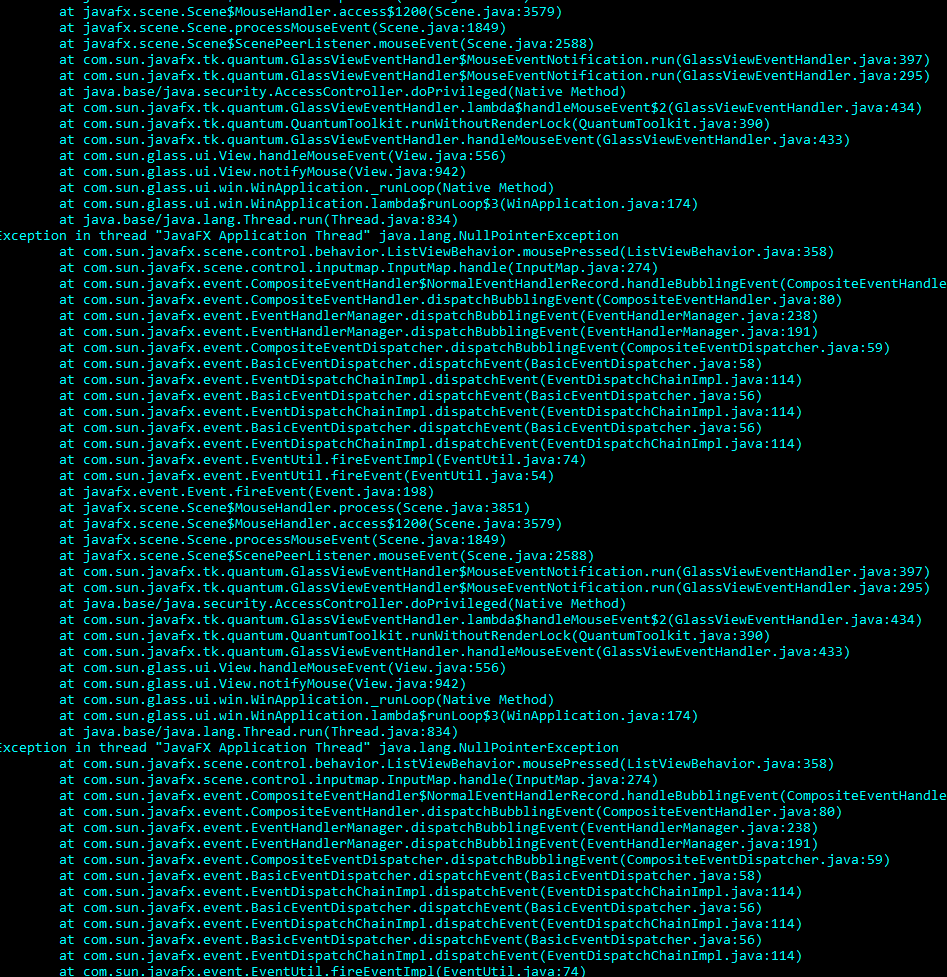 at javafx.scene.Scene$MouseHandler.access$1200(Scene.java:3579)
at javafx.scene.Scene.processMouseEvent(Scene.java:1849)
at javafx.scene.Scene$ScenePeerListener.mouseEvent(Scene.java:2588)
at com.sun.javafx.tk.quantum.GlassViewEventHandler$MouseEventNotification.run(GlassViewEventHandler.java:397)
at com.sun.javafx.tk.quantum.GlassViewEventHandler$MouseEventNotification.run(GlassViewEventHandler.java:295)
at java.base/java.security.AccessController.doPrivileged(Native Method)
at com.sun.javafx.tk.quantum.GlassViewEventHandler.lambda$handleMouseEvent$2(GlassViewEventHandler.java:434)
at com.sun.javafx.tk.quantum.QuantumToolkit.runWithoutRenderLock(QuantumToolkit.java:390)
at com.sun.javafx.tk.quantum.GlassViewEventHandler.handleMouseEvent(GlassViewEventHandler.java:433)
at com.sun.glass.ui.View.handleMouseEvent(View.java:556)
at com.sun.glass.ui.View.notifyMouse(View.java:942)
at com.sun.glass.ui.win.WinApplication._runLoop(Native Method)
at com.sun.glass.ui.win.WinApplication.lambda$runLoop$3(WinApplication.java:174)
at java.base/java.lang.Thread.run(Thread.java:834)
Exception in thread "JavaFX Application Thread" java.lang.NullPointerException
at com.sun.javafx.scene.control.behavior.ListViewBehavior.mousePressed(ListViewBehavior.java:358)
at com.sun.javafx.scene.control.inputmap.InputMap.handle(InputMap.java:274)
at com.sun.javafx.event.CompositeEventHandler$NormalEventHandlerRecord.handleBubblingEvent(CompositeEventHandle
at com.sun.javafx.event.CompositeEventHandler.dispatchBubblingEvent(CompositeEventHandler.java:80)
at com.sun.javafx.event.EventHandlerManager.dispatchBubblingEvent(EventHandlerManager.java:238)
at com.sun.javafx.event.EventHandlerManager.dispatchBubblingEvent(EventHandlerManager.java:191)
at com.sun.javafx.event.CompositeEventDispatcher.dispatchBubblingEvent(CompositeEventDispatcher.java:59)
at com.sun.javafx.event.BasicEventDispatcher.dispatchEvent(BasicEventDispatcher.java:58)
at com.sun.javafx.event.EventDispatchChainImpl.dispatchEvent(EventDispatchChainImpl.java:114)
at com.sun.javafx.event.BasicEventDispatcher.dispatchEvent(BasicEventDispatcher.java:56)
at com.sun.javafx.event.EventDispatchChainImpl.dispatchEvent(EventDispatchChainImpl.java:114)
at com.sun.javafx.event.BasicEventDispatcher.dispatchEvent(BasicEventDispatcher.java:56)
at com.sun.javafx.event.EventDispatchChainImpl.dispatchEvent(EventDispatchChainImpl.java:114)
at com.sun.javafx.event.EventUtil.fireEventImpl(EventUtil.java:74)
at com.sun.javafx.event.EventUtil.fireEvent(EventUtil.java:54)
at javafx.event.Event.fireEvent(Event.java:198)
at javafx.scene.Scene$MouseHandler.process(Scene.java:3851)
at javafx.scene.Scene$MouseHandler.access$1200(Scene.java:3579)
at javafx.scene.Scene.processMouseEvent(Scene.java:1849)
at javafx.scene.Scene$ScenePeerListener.mouseEvent(Scene.java:2588)
at com.sun.javafx.tk.quantum.GlassViewEventHandler$MouseEventNotification.run(GlassViewEventHandler.java:397)
at com.sun.javafx.tk.quantum.GlassViewEventHandler$MouseEventNotification.run(GlassViewEventHandler.java:295)
at java.base/java.security.AccessController.doPrivileged(Native Method)
at com.sun.javafx.tk.quantum.GlassViewEventHandler.lambda$handleMouseEvent$2(GlassViewEventHandler.java:434)
at com.sun.javafx.tk.quantum.QuantumToolkit.runWithoutRenderLock(QuantumToolkit.java:390)
at com.sun.javafx.tk.quantum.GlassViewEventHandler.handleMouseEvent(GlassViewEventHandler.java:433)
at com.sun.glass.ui.View.handleMouseEvent(View.java:556)
at com.sun.glass.ui.View.notifyMouse(View.java:942)
at com.sun.glass.ui.win.WinApplication._runLoop(Native Method)
at com.sun.glass.ui.win.WinApplication.lambda$runLoop$3(WinApplication.java:174)
at java.base/java.lang.Thread.run(Thread.java:834)
Exception in thread "JavaFX Application Thread" java.lang.NullPointerException
at com.sun.javafx.scene.control.behavior.ListViewBehavior.mousePressed(ListViewBehavior.java:358)
at com.sun.javafx.scene.control.inputmap.InputMap.handle(InputMap.java:274)
at com.sun.javafx.event.CompositeEventHandler$NormalEventHandlerRecord.handleBubblingEvent(CompositeEventHandle
at com.sun.javafx.event.CompositeEventHandler.dispatchBubblingEvent(CompositeEventHandler.java:80)
at com.sun.javafx.event.EventHandlerManager.dispatchBubblingEvent(EventHandlerManager.java:238)
at com.sun.javafx.event.EventHandlerManager.dispatchBubblingEvent(EventHandlerManager.java:191)
at com.sun.javafx.event.CompositeEventDispatcher.dispatchBubblingEvent(CompositeEventDispatcher.java:59)
at com.sun.javafx.event.BasicEventDispatcher.dispatchEvent(BasicEventDispatcher.java:58)
at com.sun.javafx.event.EventDispatchChainImpl.dispatchEvent(EventDispatchChainImpl.java:114)
at com.sun.javafx.event.BasicEventDispatcher.dispatchEvent(BasicEventDispatcher.java:56)
at com.sun.javafx.event.EventDispatchChainImpl.dispatchEvent(EventDispatchChainImpl.java:114)
at com.sun.javafx.event.BasicEventDispatcher.dispatchEvent(BasicEventDispatcher.java:56)
at com.sun.javafx.event.EventDispatchChainImpl.dispatchEvent(EventDispatchChainImpl.java:114)
at com.sun.javafx.event.EventUtil.fireEventImpl(EventUtil.java:74)